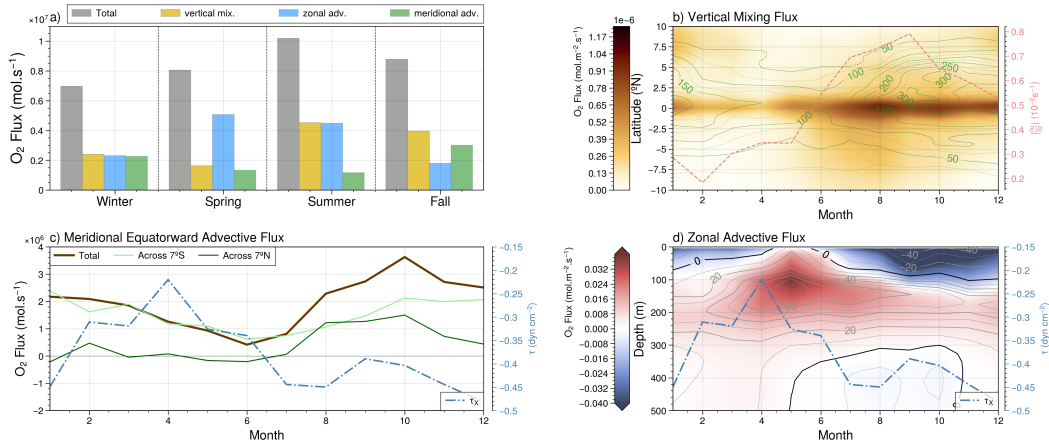 ×10⁷ a)
Total
vertical mix.
zonal adv.
meridional adv.
O₂ Flux (mol.s⁻¹)
1
0.8
0.6
0.4
0.2
0
Winter
Spring
Summer
Fall
b) Vertical Mixing Flux
1e−6
O₂ Flux (mol.m⁻².s⁻¹)
1.17
1.04
0.91
0.78
0.65
0.52
0.39
0.26
0.13
0.00
Latitude (ºN)
10
7.5
5
2.5
0
−2.5
−5
−7.5
−10
50
100
250
200
300
300
150
100
50
0.8
0.7
0.6
0.5
0.4
0.3
0.2
(10⁻²s⁻¹)
2 4 6 8 10 12
Month
c) Meridional Equatorward Advective Flux
×10⁶
Total
Across 7ºS
Across 7ºN
O₂ Flux (mol.s⁻¹)
4
3
2
1
0
−1
−2
2 4 6 8 10 12
Month
−0.15
−0.2
−0.25
−0.3
−0.35
−0.4
−0.45
−0.5
τ (dyn cm⁻²)
τₓ
d) Zonal Advective Flux
O₂ Flux (mol.m⁻².s⁻¹)
0.032
0.024
0.016
0.008
0.000
−0.008
−0.016
−0.024
−0.032
−0.040
Depth (m)
0
100
200
300
400
500
0
0
−40
−40
−20
20
20
0
2 4 6 8 10 12
Month
−0.15
−0.2
−0.25
−0.3
−0.35
−0.4
−0.45
−0.5
τ (dyn cm⁻²)
τₓ